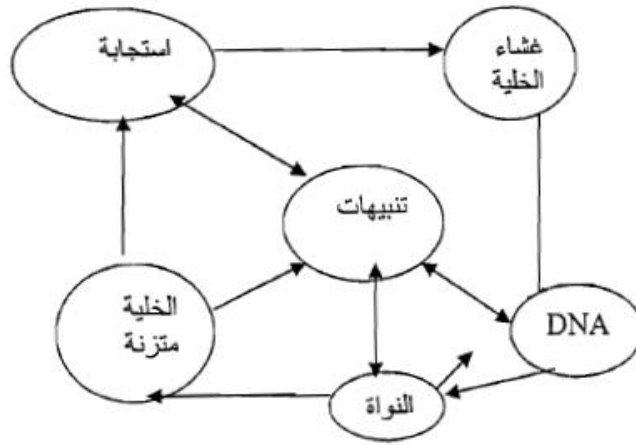 استجابة
غشاء
الخلية
تنبيهات
الخلية
متزنة
DNA
النواة